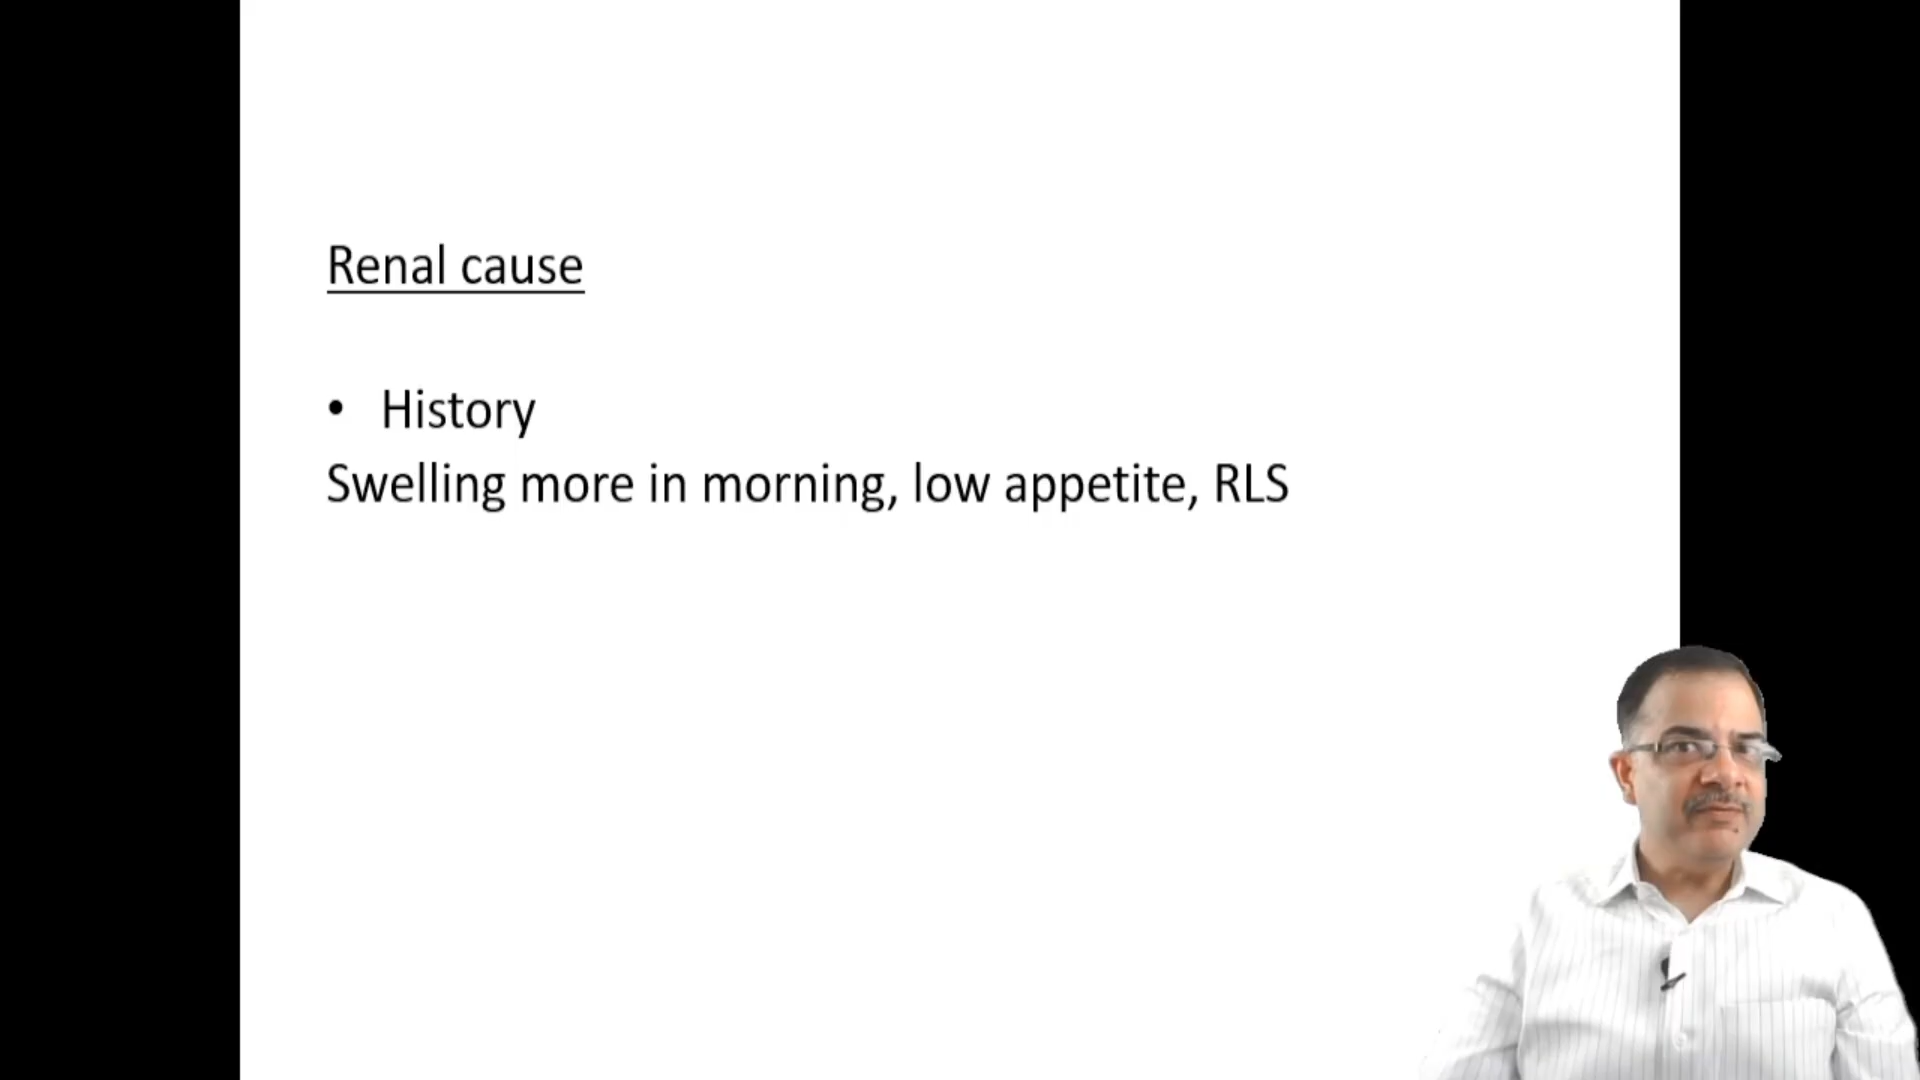 Renal cause
• History
Swelling more in morning, low appetite, RLS